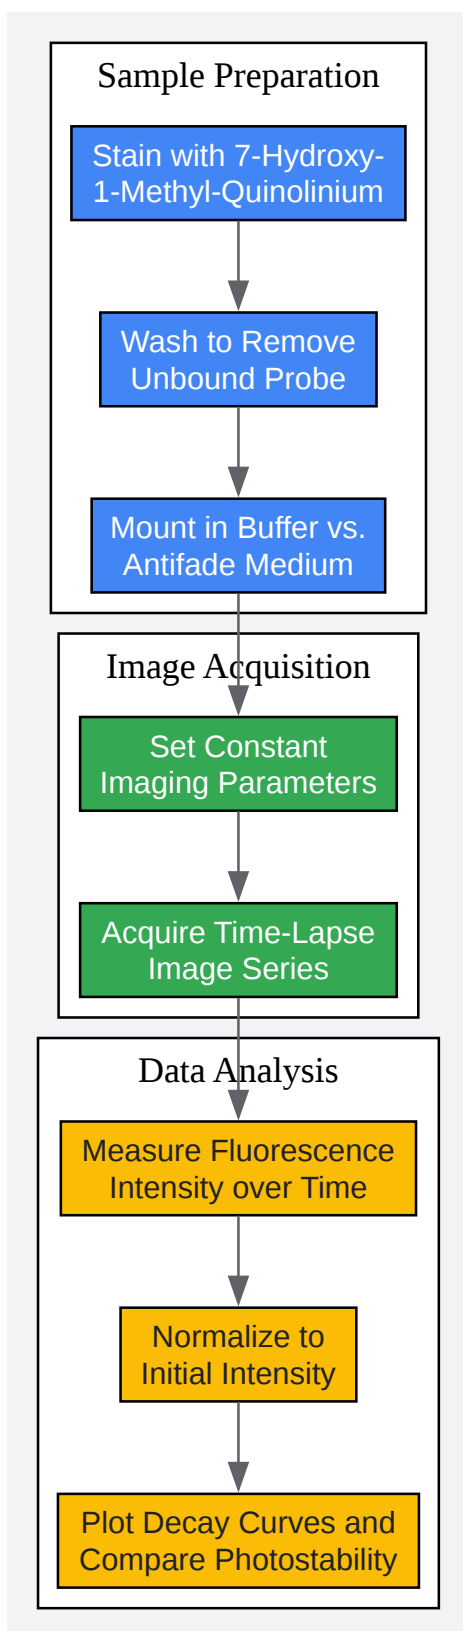 Sample Preparation
Stain with 7-Hydroxy-
1-Methyl-Quinolinium
Wash to Remove
Unbound Probe
Mount in Buffer vs.
Antifade Medium
Image Acquisition
Set Constant
Imaging Parameters
Acquire Time-Lapse
Image Series
Data Analysis
Measure Fluorescence
Intensity over Time
Normalize to
Initial Intensity
Plot Decay Curves and
Compare Photostability